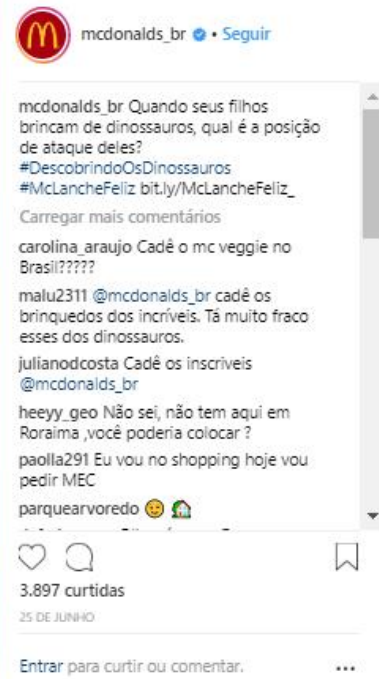 mcdonalds_br • Seguir
mcdonalds_br Quando seus filhos
brincam de dinossauros, qual é a posição
de ataque deles?
#DescobrindoOsDinossauros
#McLancheFeliz bit.ly/McLancheFeliz_
Carregar mais comentários
carolina_araujo Cadê o mc veggie no
Brasil?????
malu2311 @mcdonalds_br cadê os
brinquedos dos incríveis. Tá muito fraco
esses dos dinossauros.
julianodcosta Cadê os inscriveis
@mcdonalds_br
heeyy_geo Não sei, não tem aqui em
Roraima ,você poderia colocar ?
paolla291 Eu vou no shopping hoje vou
pedir MEC
parquearvoredo 😉 🏡
3.897 curtidas
25 DE JUNHO
Entrar para curtir ou comentar.